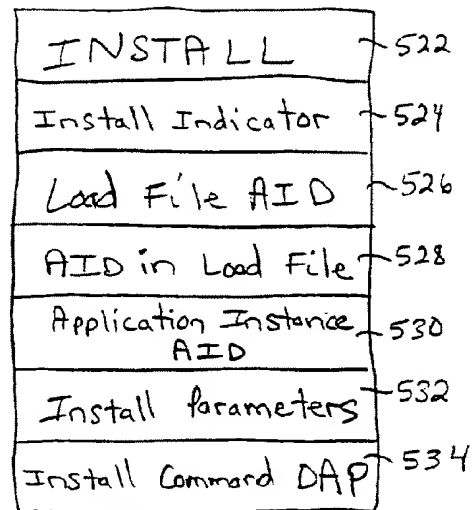 INSTALL 522
Install Indicator 524
Load File AID 526
AID in Load File 528
Application Instance
AID 530
Install Parameters 532
Install Command DAP 534